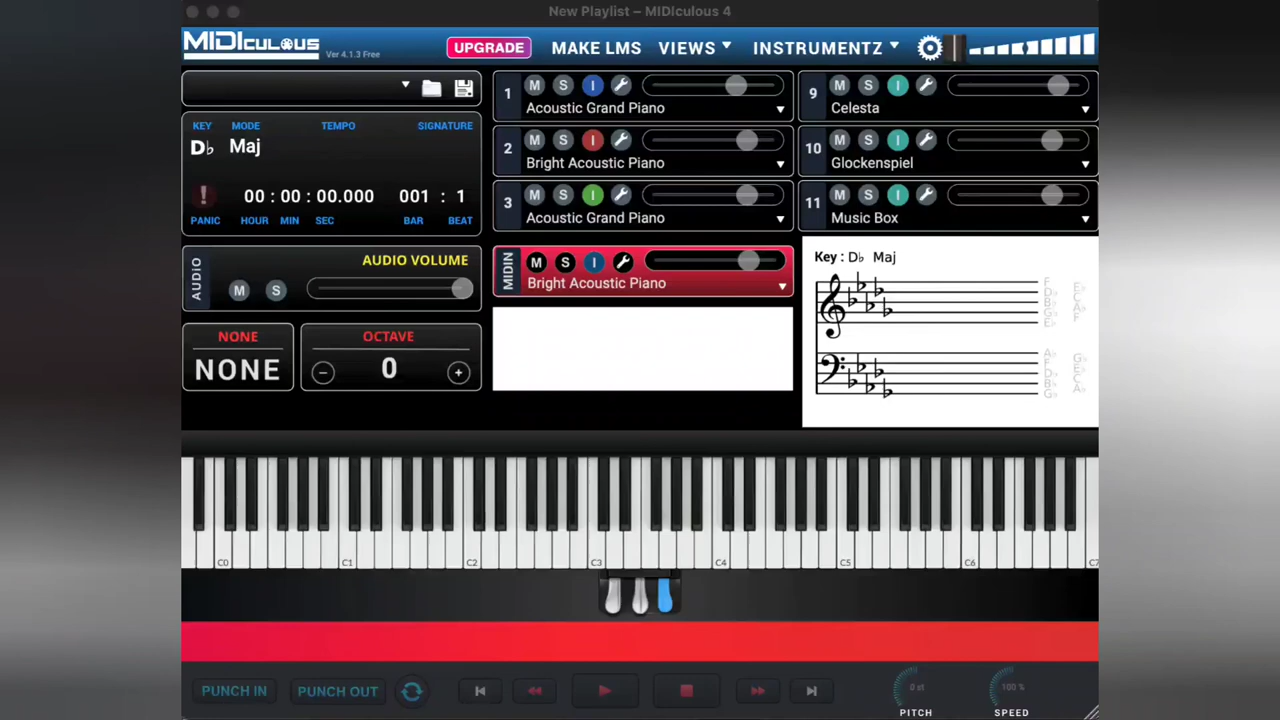 New Playlist – MIDIculous 4
MIDIculous Ver 4.1.3 Free UPGRADE MAKE LMS VIEWS INSTRUMENTZ
KEY MODE TEMPO SIGNATURE
D♭ Maj
! 00 : 00 : 00.000 001 : 1
PANIC HOUR MIN SEC BAR BEAT
AUDiO AUDIO VOLUME
M S
NONE
NONE
OCTAVE
− 0 +
1 M S I
Acoustic Grand Piano
2 M S I
Bright Acoustic Piano
3 M S I
Acoustic Grand Piano
MIDIN M S I
Bright Acoustic Piano
9 M S I
Celesta
10 M S I
Glockenspiel
11 M S I
Music Box
Key : D♭ Maj
F
D♭ E♭
B♭ C
G♭ A
E♭ F
A♭
F G♭
D♭ E♭
B♭ C
G♭ A♭
C0 C1 C2 C3 C4 C5 C6 C7
PUNCH IN PUNCH OUT 0 st 100 %
PITCH SPEED